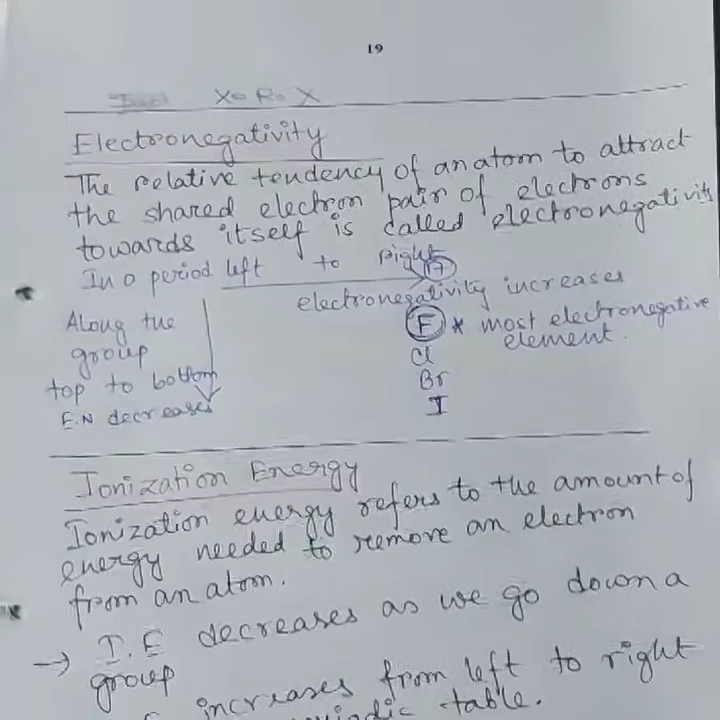 19
Xe Rn X
Electronegativity
The relative tendency of an atom to attract
the shared electron pair of electrons
towards itself is called electronegativity
In a period left to right
17
electronegativity increases
Along the
group
top to bottom
E.N decreases
F * most electronegative
element.
Cl
Br
I
Ionization Energy
Ionization energy refers to the amount of
energy needed to remove an electron
from an atom.
→ I.E decreases as we go down a
group
increases from left to right
table.